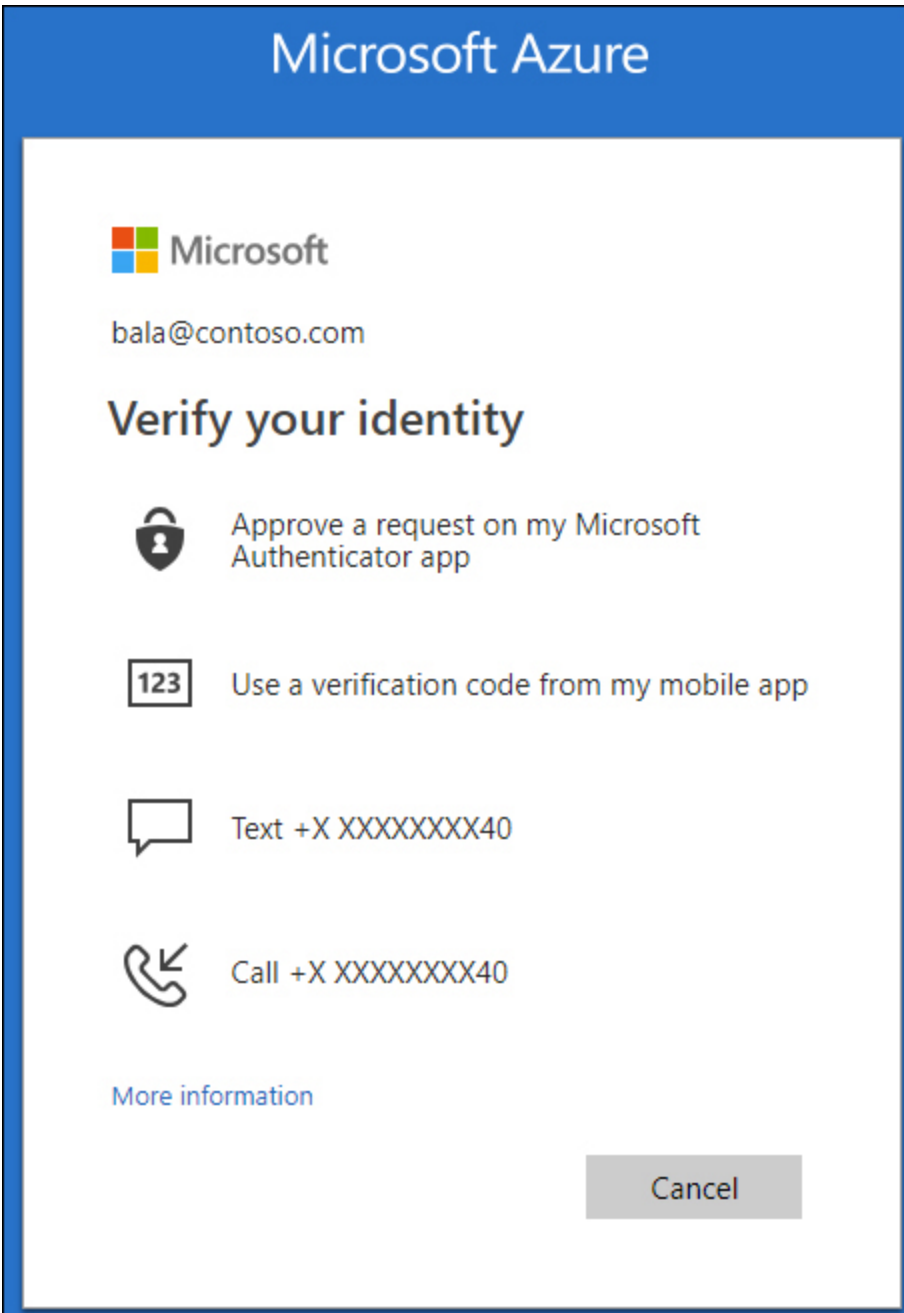 Microsoft Azure
Microsoft
bala@contoso.com
Verify your identity
Approve a request on my Microsoft
Authenticator app
123
Use a verification code from my mobile app
Text +X XXXXXXXX40
Call +X XXXXXXXX40
More information
Cancel